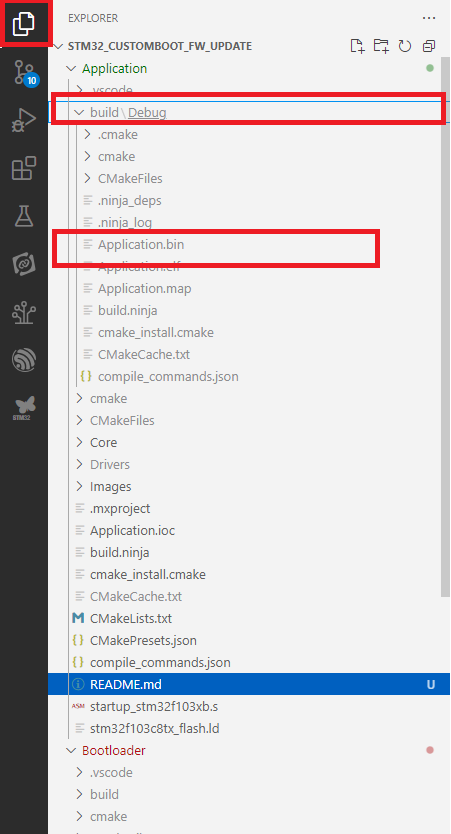 EXPLORER
STM32_CUSTOMBOOT_FW_UPDATE
Application
.vscode
10
build\Debug
.cmake
cmake
CMakeFiles
.ninja_deps
.ninja_log
Application.bin
Application.elf
Application.map
build.ninja
cmake_install.cmake
CMakeCache.txt
{} compile_commands.json
cmake
CMakeFiles
Core
Drivers
Images
STM32
.mxproject
Application.ioc
build.ninja
cmake_install.cmake
CMakeCache.txt
M CMakeLists.txt
{} CMakePresets.json
{} compile_commands.json
README.md U
ASM startup_stm32f103xb.s
stm32f103c8tx_flash.ld
Bootloader
.vscode
build
cmake